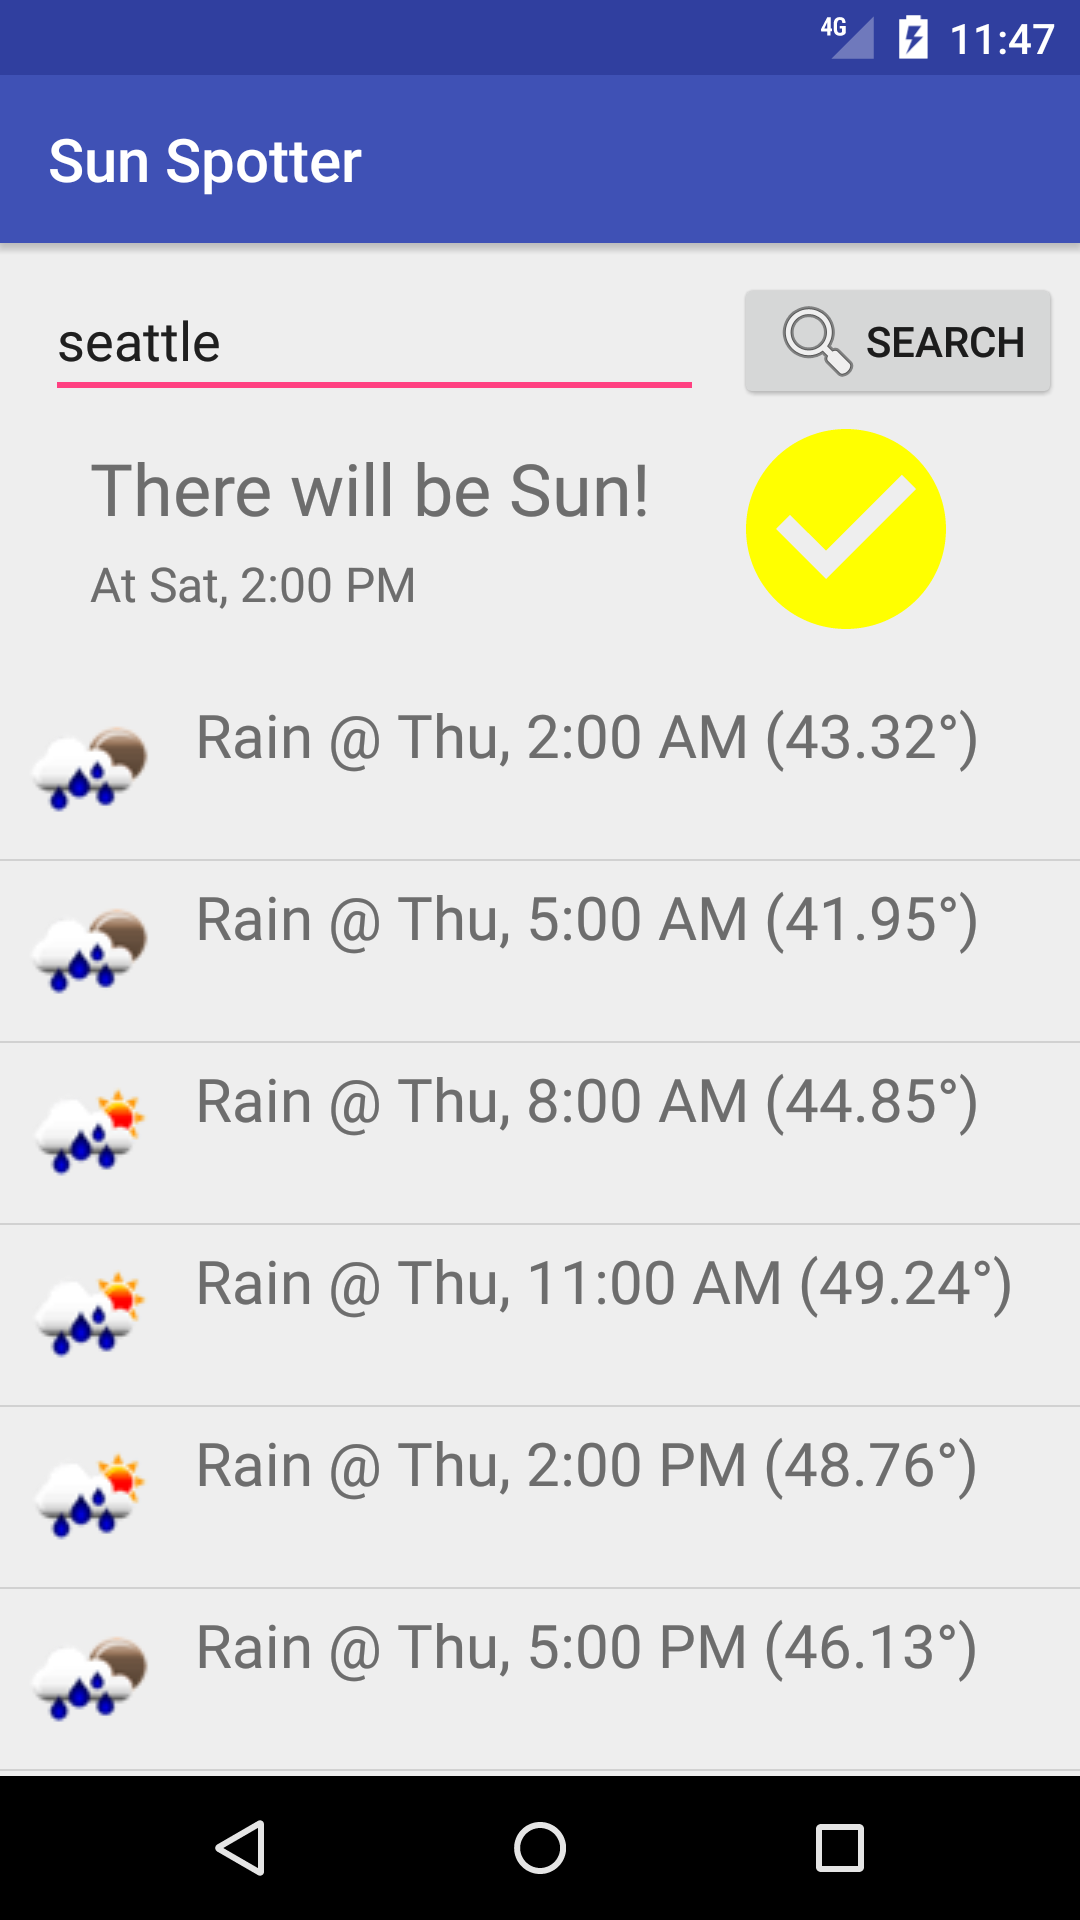 4G 11:47
Sun Spotter
seattle
SEARCH
There will be Sun!
At Sat, 2:00 PM
Rain @ Thu, 2:00 AM (43.32°)
Rain @ Thu, 5:00 AM (41.95°)
Rain @ Thu, 8:00 AM (44.85°)
Rain @ Thu, 11:00 AM (49.24°)
Rain @ Thu, 2:00 PM (48.76°)
Rain @ Thu, 5:00 PM (46.13°)